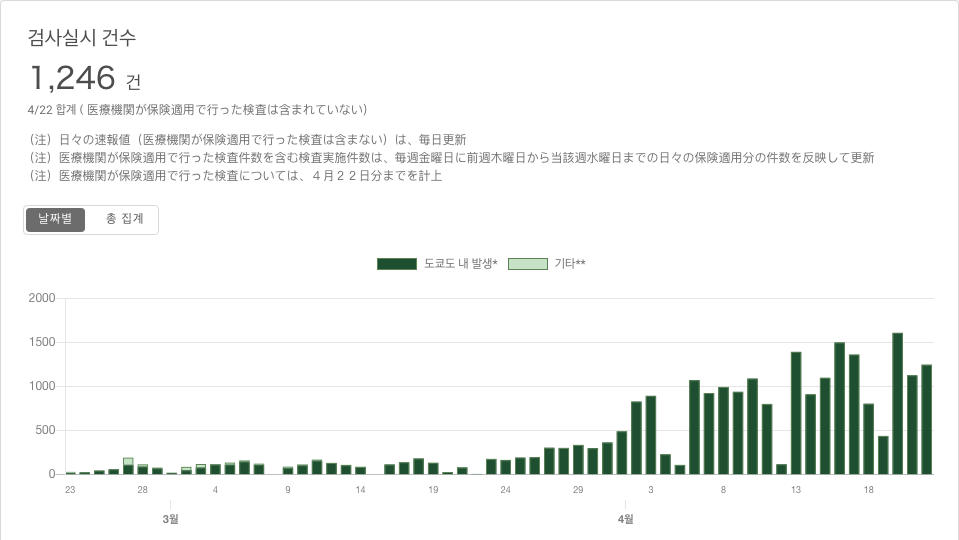 검사실시 건수
1,246 건
4/22 합계 ( 医療機関が保険適用で行った検査は含まれていない)
（注）日々の速報値（医療機関が保険適用で行った検査は含まない）は、毎日更新
（注）医療機関が保険適用で行った検査件数を含む検査実施件数は、毎週金曜日に前週木曜日から当該週水曜日までの日々の保険適用分の件数を反映して更新
（注）医療機関が保険適用で行った検査については、４月２２日分までを計上
날짜별 총 집계
도쿄도 내 발생* 기타**
2000
1500
1000
500
0
23 28 4 9 14 19 24 29 3 8 13 18
3월 4월